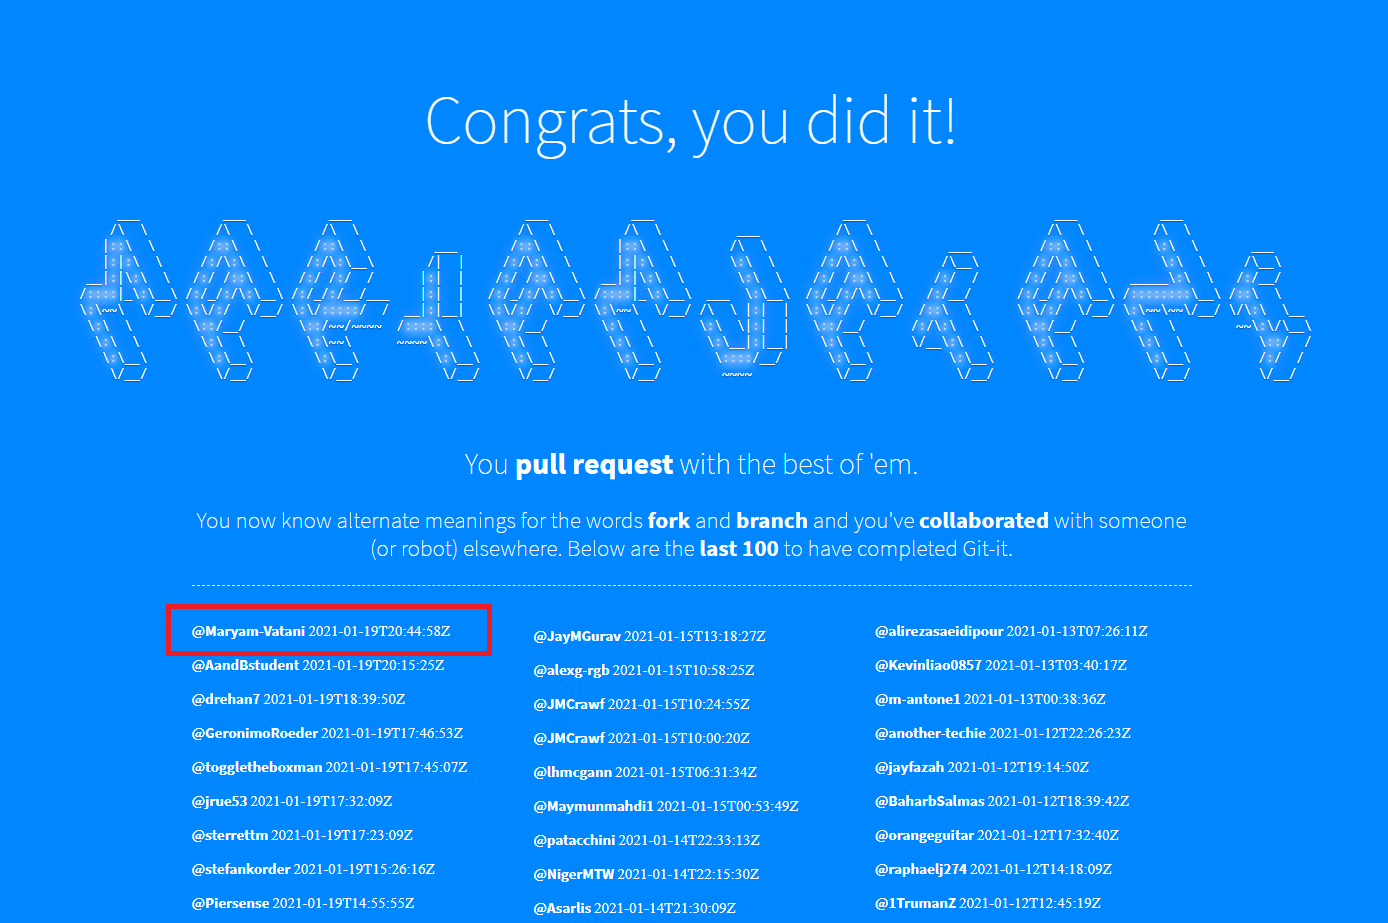 Congrats, you did it!
You pull request with the best of 'em.
You now know alternate meanings for the words fork and branch and you've collaborated with someone
(or robot) elsewhere. Below are the last 100 to have completed Git-it.
@Maryam-Vatani 2021-01-19T20:44:58Z
@AandBstudent 2021-01-19T20:15:25Z
@drehan7 2021-01-19T18:39:50Z
@GeronimoRoeder 2021-01-19T17:46:53Z
@toggletheboxman 2021-01-19T17:45:07Z
@jrue53 2021-01-19T17:32:09Z
@sterrettm 2021-01-19T17:23:09Z
@stefankorder 2021-01-19T15:26:16Z
@Piersense 2021-01-19T14:55:55Z
@JayMGurav 2021-01-15T13:18:27Z
@alexg-rgb 2021-01-15T10:58:25Z
@JMCrawf 2021-01-15T10:24:55Z
@JMCrawf 2021-01-15T10:00:20Z
@lhmcgann 2021-01-15T06:31:34Z
@Maymunmahdi1 2021-01-15T00:53:49Z
@patacchini 2021-01-14T22:33:13Z
@NigerMTW 2021-01-14T22:15:30Z
@Asarlis 2021-01-14T21:30:09Z
@alirezasaeidipour 2021-01-13T07:26:11Z
@Kevinliao0857 2021-01-13T03:40:17Z
@m-antone1 2021-01-13T00:38:36Z
@another-techie 2021-01-12T22:26:23Z
@jayfazah 2021-01-12T19:14:50Z
@BaharbSalmas 2021-01-12T18:39:42Z
@orangeguitar 2021-01-12T17:32:40Z
@raphaelj274 2021-01-12T14:18:09Z
@1TrumanZ 2021-01-12T12:45:19Z